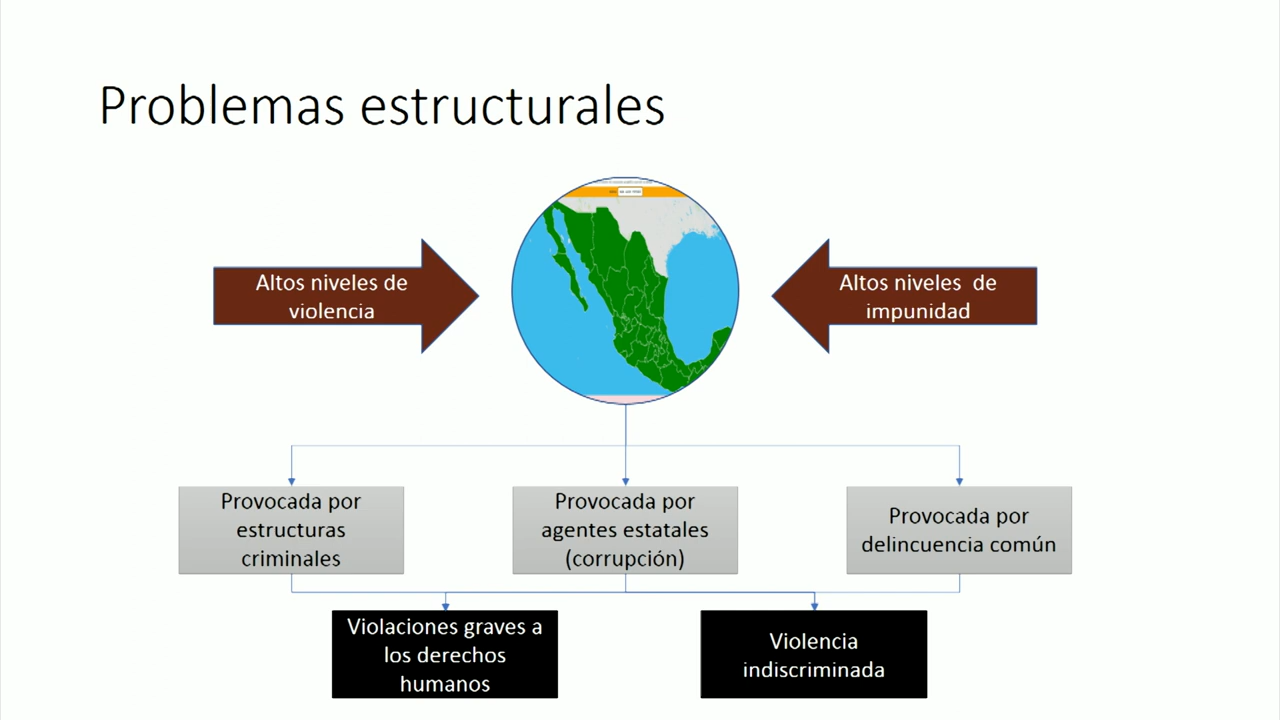 Problemas estructurales
Altos niveles de
violencia
Altos niveles de
impunidad
Provocada por
estructuras
criminales
Provocada por
agentes estatales
(corrupción)
Provocada por
delincuencia común
Violaciones graves a
los derechos
humanos
Violencia
indiscriminada